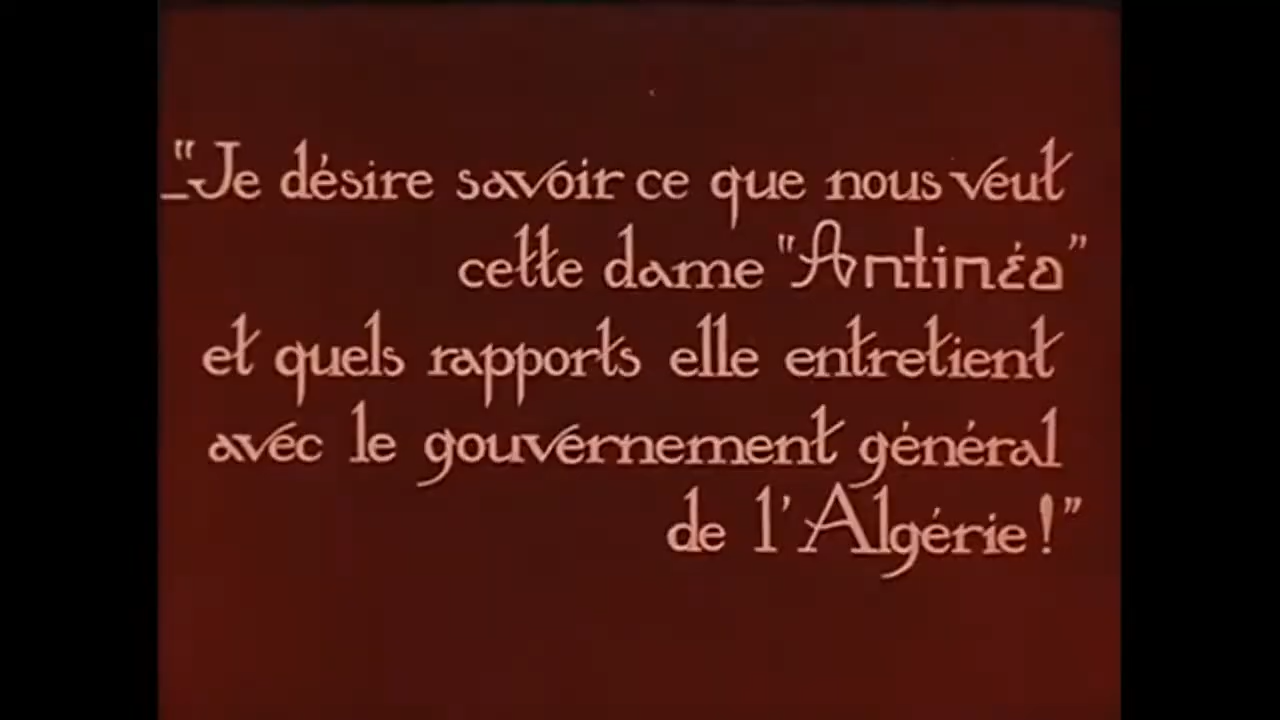 _"Je désire savoir ce que nous veut
cette dame "Antinéa"
et quels rapports elle entretient
avec le gouvernement général
de l'Algérie!"